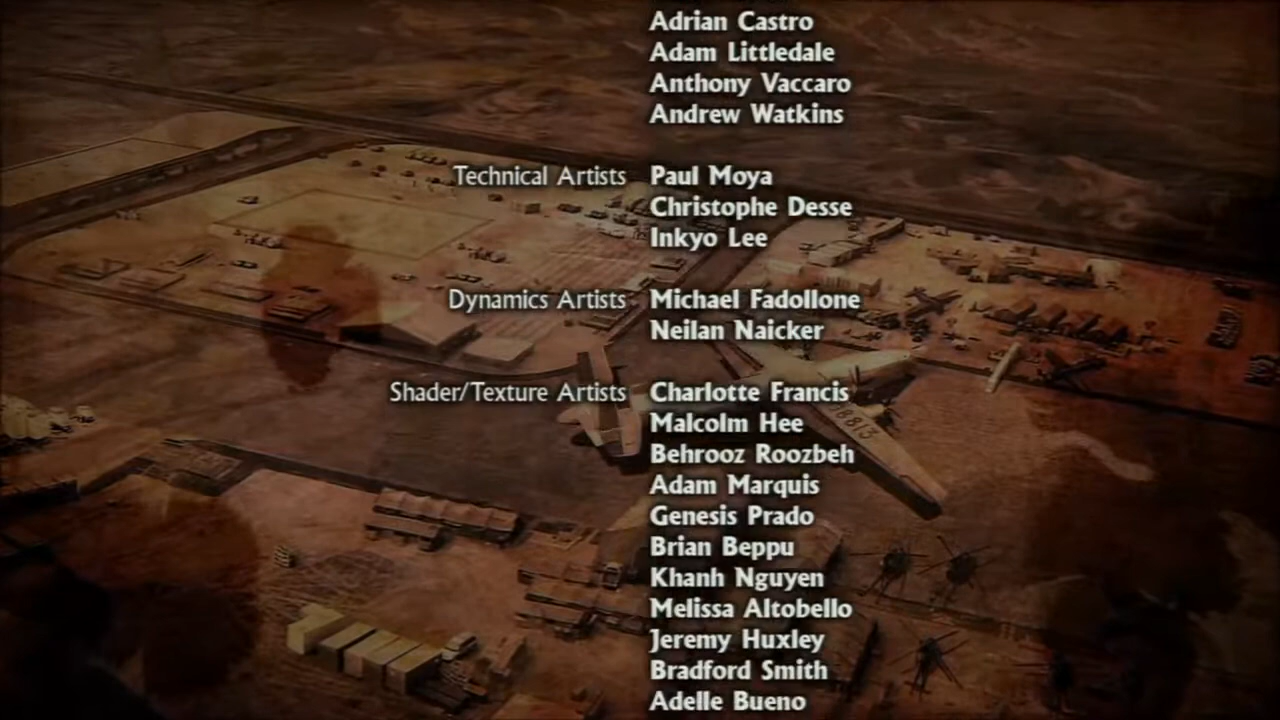 Adrian Castro
Adam Littledale
Anthony Vaccaro
Andrew Watkins
Technical Artists Paul Moya
Christophe Desse
Inkyo Lee
Dynamics Artists Michael Fadollone
Neilan Naicker
Shader/Texture Artists Charlotte Francis
Malcolm Hee
Behrooz Roozbeh
Adam Marquis
Genesis Prado
Brian Beppu
Khanh Nguyen
Melissa Altobello
Jeremy Huxley
Bradford Smith
Adelle Bueno